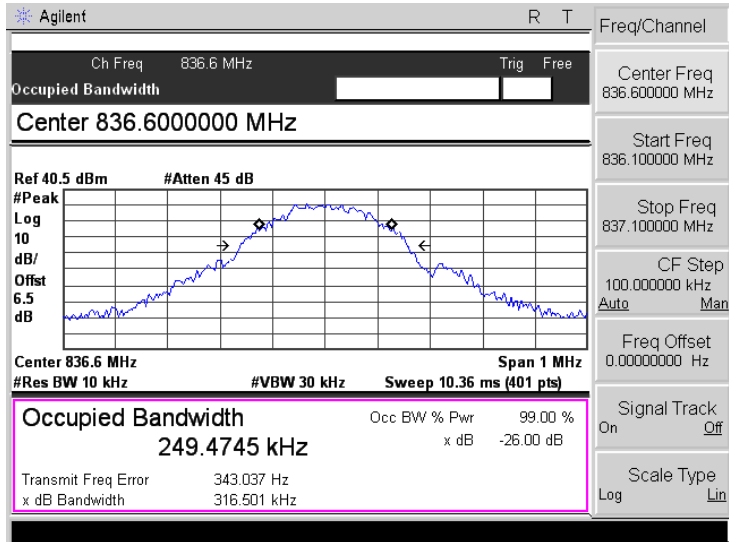 Agilent R T
Ch Freq 836.6 MHz Trig Free
Occupied Bandwidth
Center 836.6000000 MHz
Ref 40.5 dBm #Atten 45 dB
#Peak
Log
10
dB/
Offst
6.5
dB
Center 836.6 MHz Span 1 MHz
#Res BW 10 kHz #VBW 30 kHz Sweep 10.36 ms (401 pts)
Occupied Bandwidth Occ BW % Pwr 99.00 %
249.4745 kHz x dB -26.00 dB
Transmit Freq Error 343.037 Hz
x dB Bandwidth 316.501 kHz
Freq/Channel
Center Freq
836.600000 MHz
Start Freq
836.100000 MHz
Stop Freq
837.100000 MHz
CF Step
100.000000 kHz
Auto Man
Freq Offset
0.00000000 Hz
Signal Track
On Off
Scale Type
Log Lin